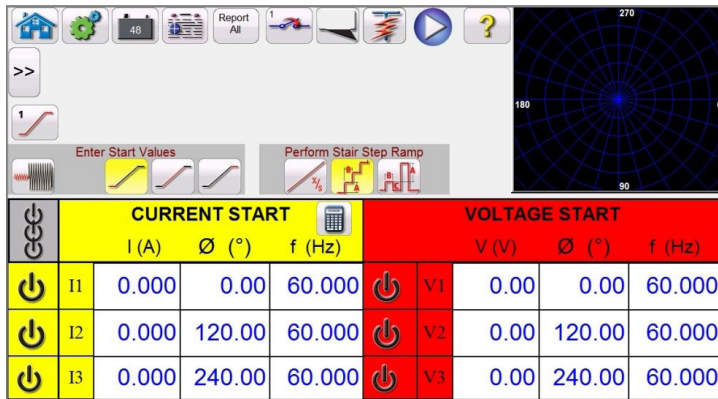 48
Report
All
1
270
>>
180
1
Enter Start Values
Perform Stair Step Ramp
X/S
B
A
B
C
A
90
CURRENT START
VOLTAGE START
I (A) Ø (°) f (Hz)
V (V) Ø (°) f (Hz)
I1 0.000 0.00 60.000 V1 0.00 0.00 60.000
I2 0.000 120.00 60.000 V2 0.00 120.00 60.000
I3 0.000 240.00 60.000 V3 0.00 240.00 60.000